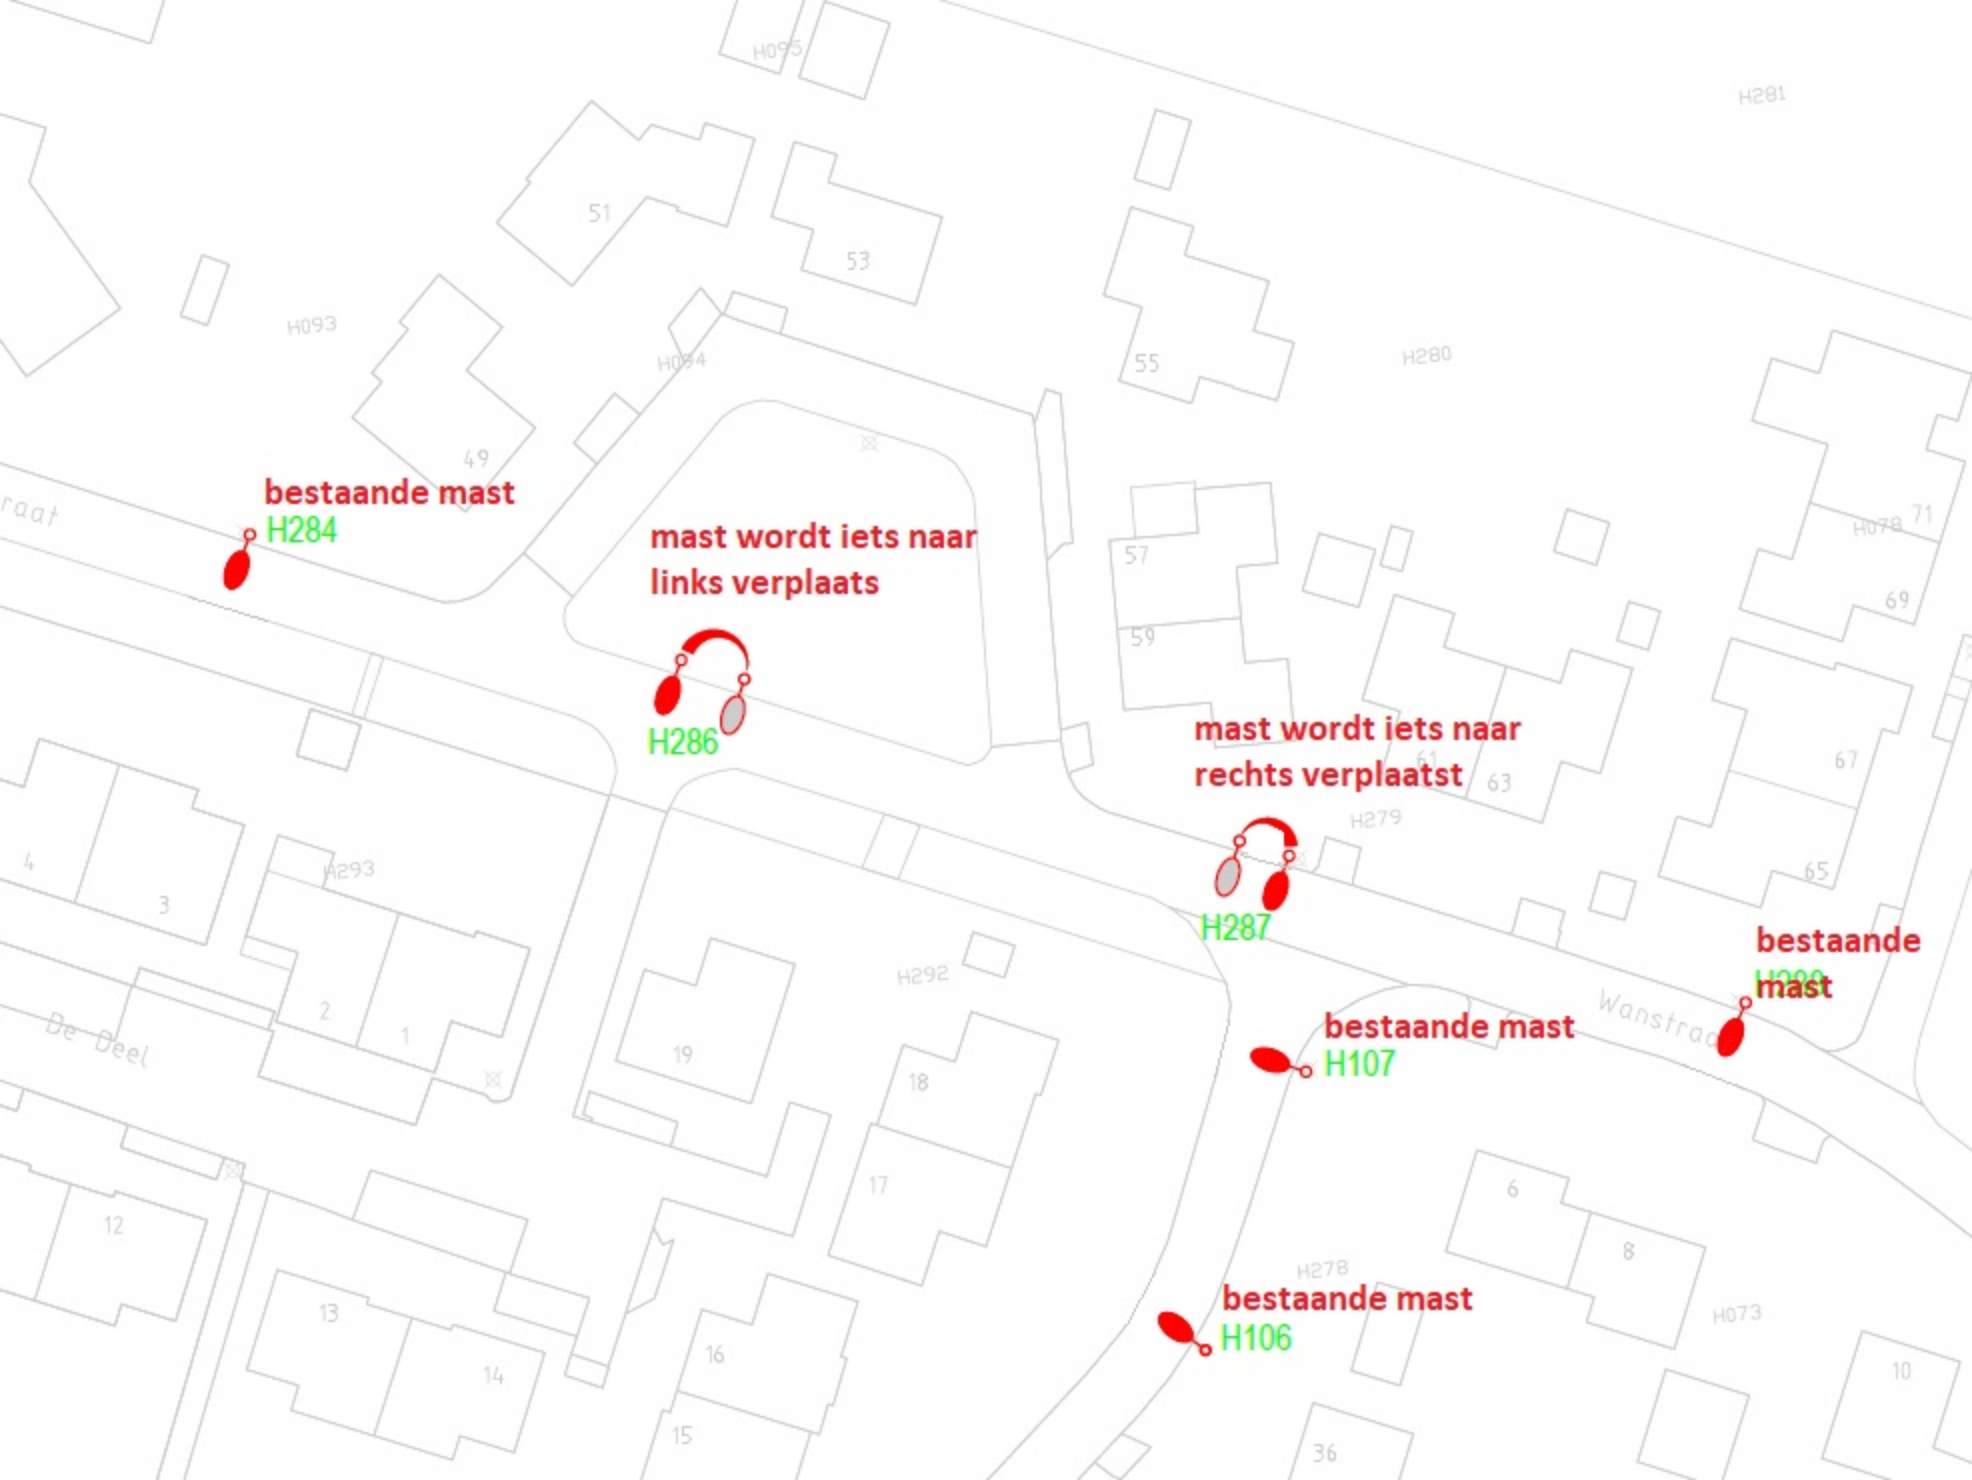 H095
H281
51
53
H093
H094
55
H280
49
raat
bestaande mast
H284
mast wordt iets naar
links verplaats
H286
57
59
71
H078
69
mast wordt iets naar
rechts verplaatst
61
63
67
H279
H287
65
4
3
H293
2
1
De Deel
19
H292
18
17
bestaande
mast
Wanstraa
bestaande mast
H107
6
8
12
13
14
16
15
H278
bestaande mast
H106
H073
10
36